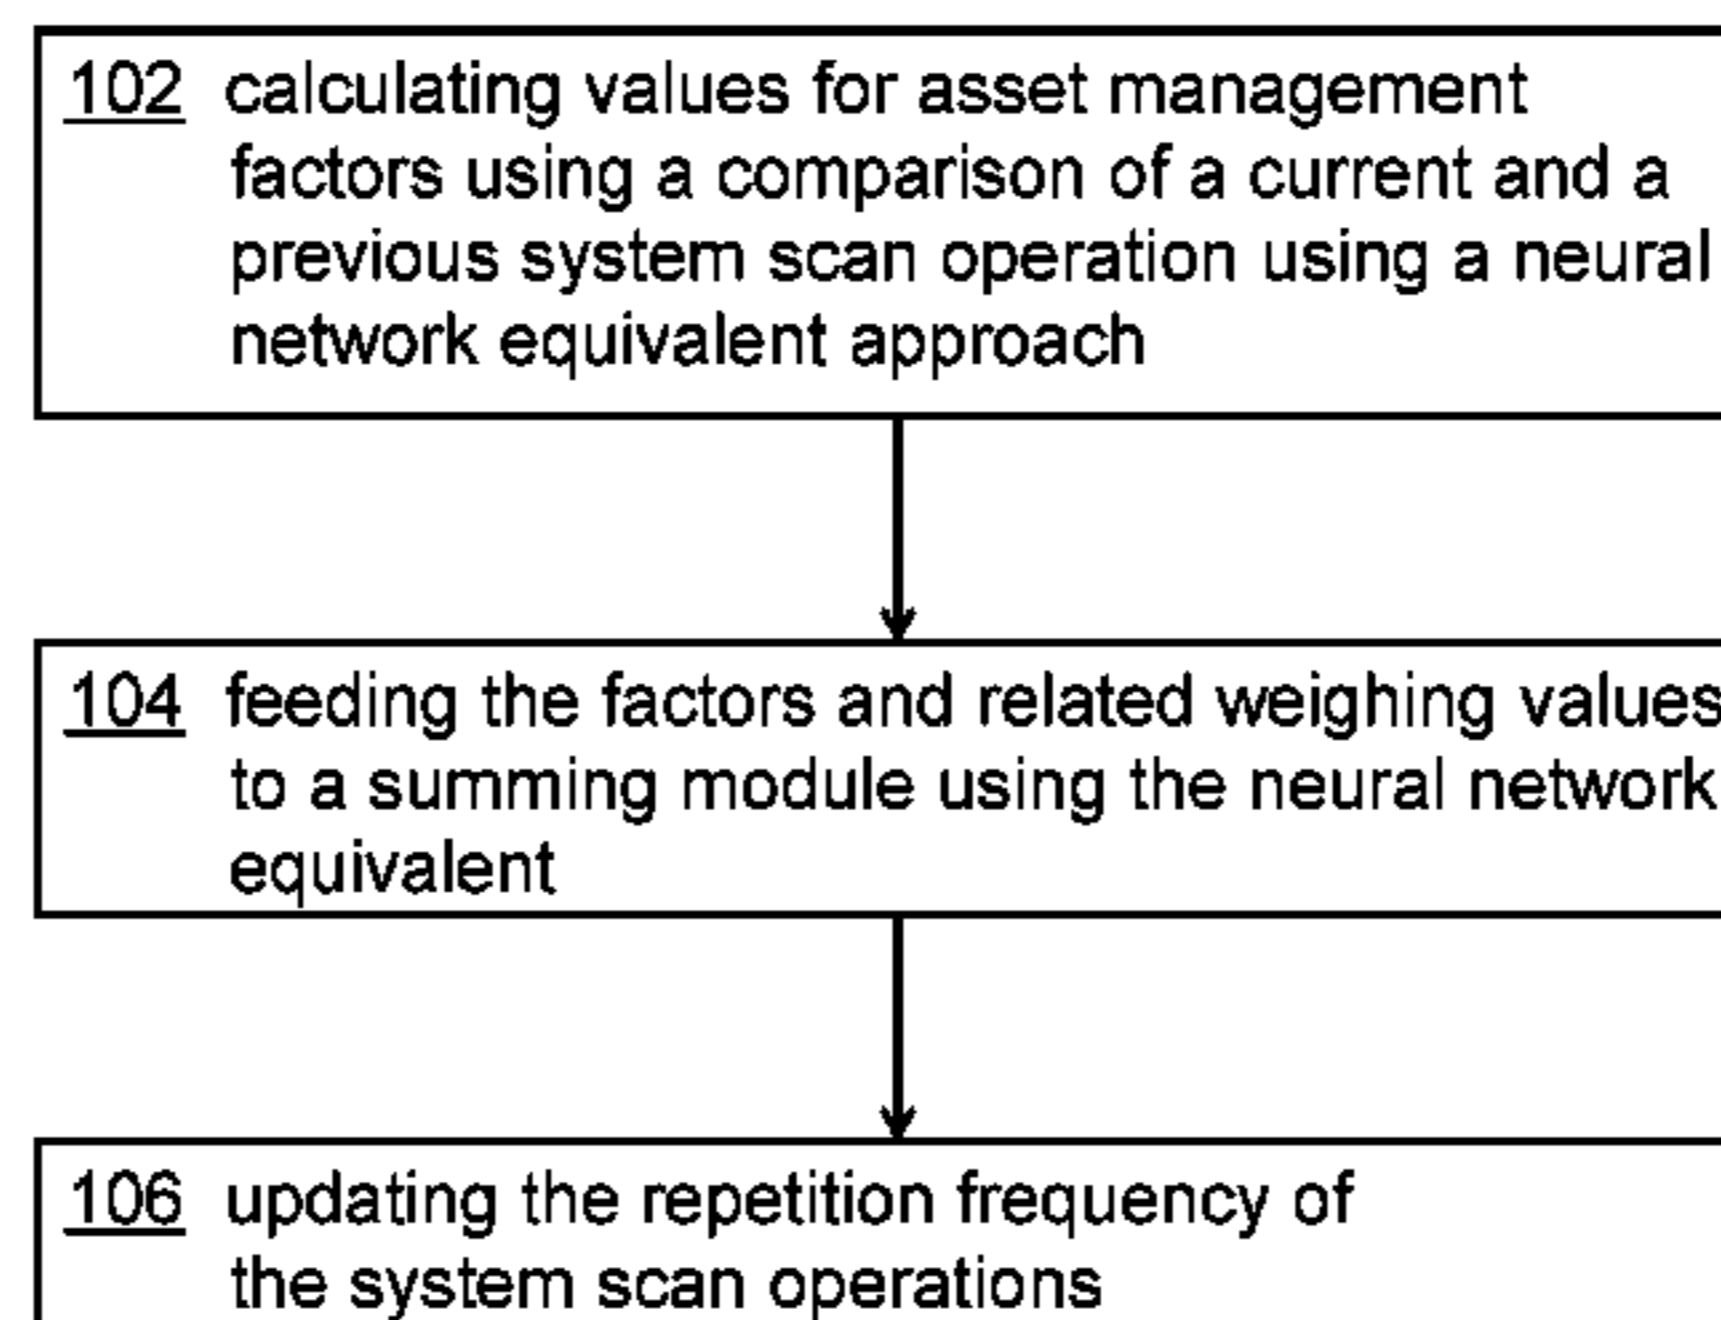 102 calculating values for asset management
factors using a comparison of a current and a
previous system scan operation using a neural
network equivalent approach
104 feeding the factors and related weighing values
to a summing module using the neural network
equivalent
106 updating the repetition frequency of
the system scan operations